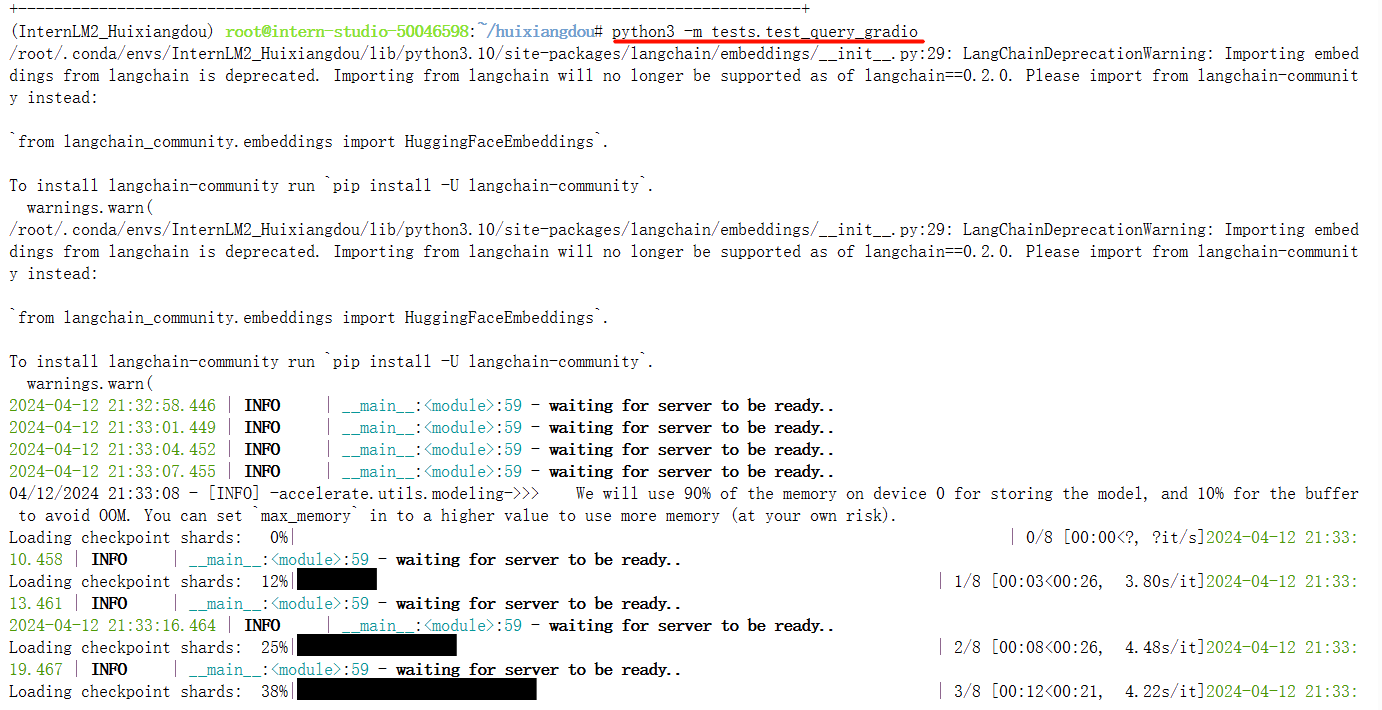 +----------------------------------------------------------------------------------------+
(InternLM2_Huixiangdou) root@intern-studio-50046598:~/huixiangdou# python3 -m tests.test_query_gradio
/root/.conda/envs/InternLM2_Huixiangdou/lib/python3.10/site-packages/langchain/embeddings/__init__.py:29: LangChainDeprecationWarning: Importing embed
dings from langchain is deprecated. Importing from langchain will no longer be supported as of langchain==0.2.0. Please import from langchain-communit
y instead:
`from langchain_community.embeddings import HuggingFaceEmbeddings`.
To install langchain-community run `pip install -U langchain-community`.
warnings.warn(
/root/.conda/envs/InternLM2_Huixiangdou/lib/python3.10/site-packages/langchain/embeddings/__init__.py:29: LangChainDeprecationWarning: Importing embed
dings from langchain is deprecated. Importing from langchain will no longer be supported as of langchain==0.2.0. Please import from langchain-communit
y instead:
`from langchain_community.embeddings import HuggingFaceEmbeddings`.
To install langchain-community run `pip install -U langchain-community`.
warnings.warn(
2024-04-12 21:32:58.446 | INFO     | __main__:<module>:59 - waiting for server to be ready..
2024-04-12 21:33:01.449 | INFO     | __main__:<module>:59 - waiting for server to be ready..
2024-04-12 21:33:04.452 | INFO     | __main__:<module>:59 - waiting for server to be ready..
2024-04-12 21:33:07.455 | INFO     | __main__:<module>:59 - waiting for server to be ready..
04/12/2024 21:33:08 - [INFO] -accelerate.utils.modeling->>>    We will use 90% of the memory on device 0 for storing the model, and 10% for the buffer
to avoid OOM. You can set `max_memory` in to a higher value to use more memory (at your own risk).
Loading checkpoint shards:   0%| | 0/8 [00:00<?, ?it/s]2024-04-12 21:33:
10.458 | INFO     | __main__:<module>:59 - waiting for server to be ready..
Loading checkpoint shards:  12%| | 1/8 [00:03<00:26,  3.80s/it]2024-04-12 21:33:
13.461 | INFO     | __main__:<module>:59 - waiting for server to be ready..
2024-04-12 21:33:16.464 | INFO     | __main__:<module>:59 - waiting for server to be ready..
Loading checkpoint shards:  25%| | 2/8 [00:08<00:26,  4.48s/it]2024-04-12 21:33:
19.467 | INFO     | __main__:<module>:59 - waiting for server to be ready..
Loading checkpoint shards:  38%| | 3/8 [00:12<00:21,  4.22s/it]2024-04-12 21:33: